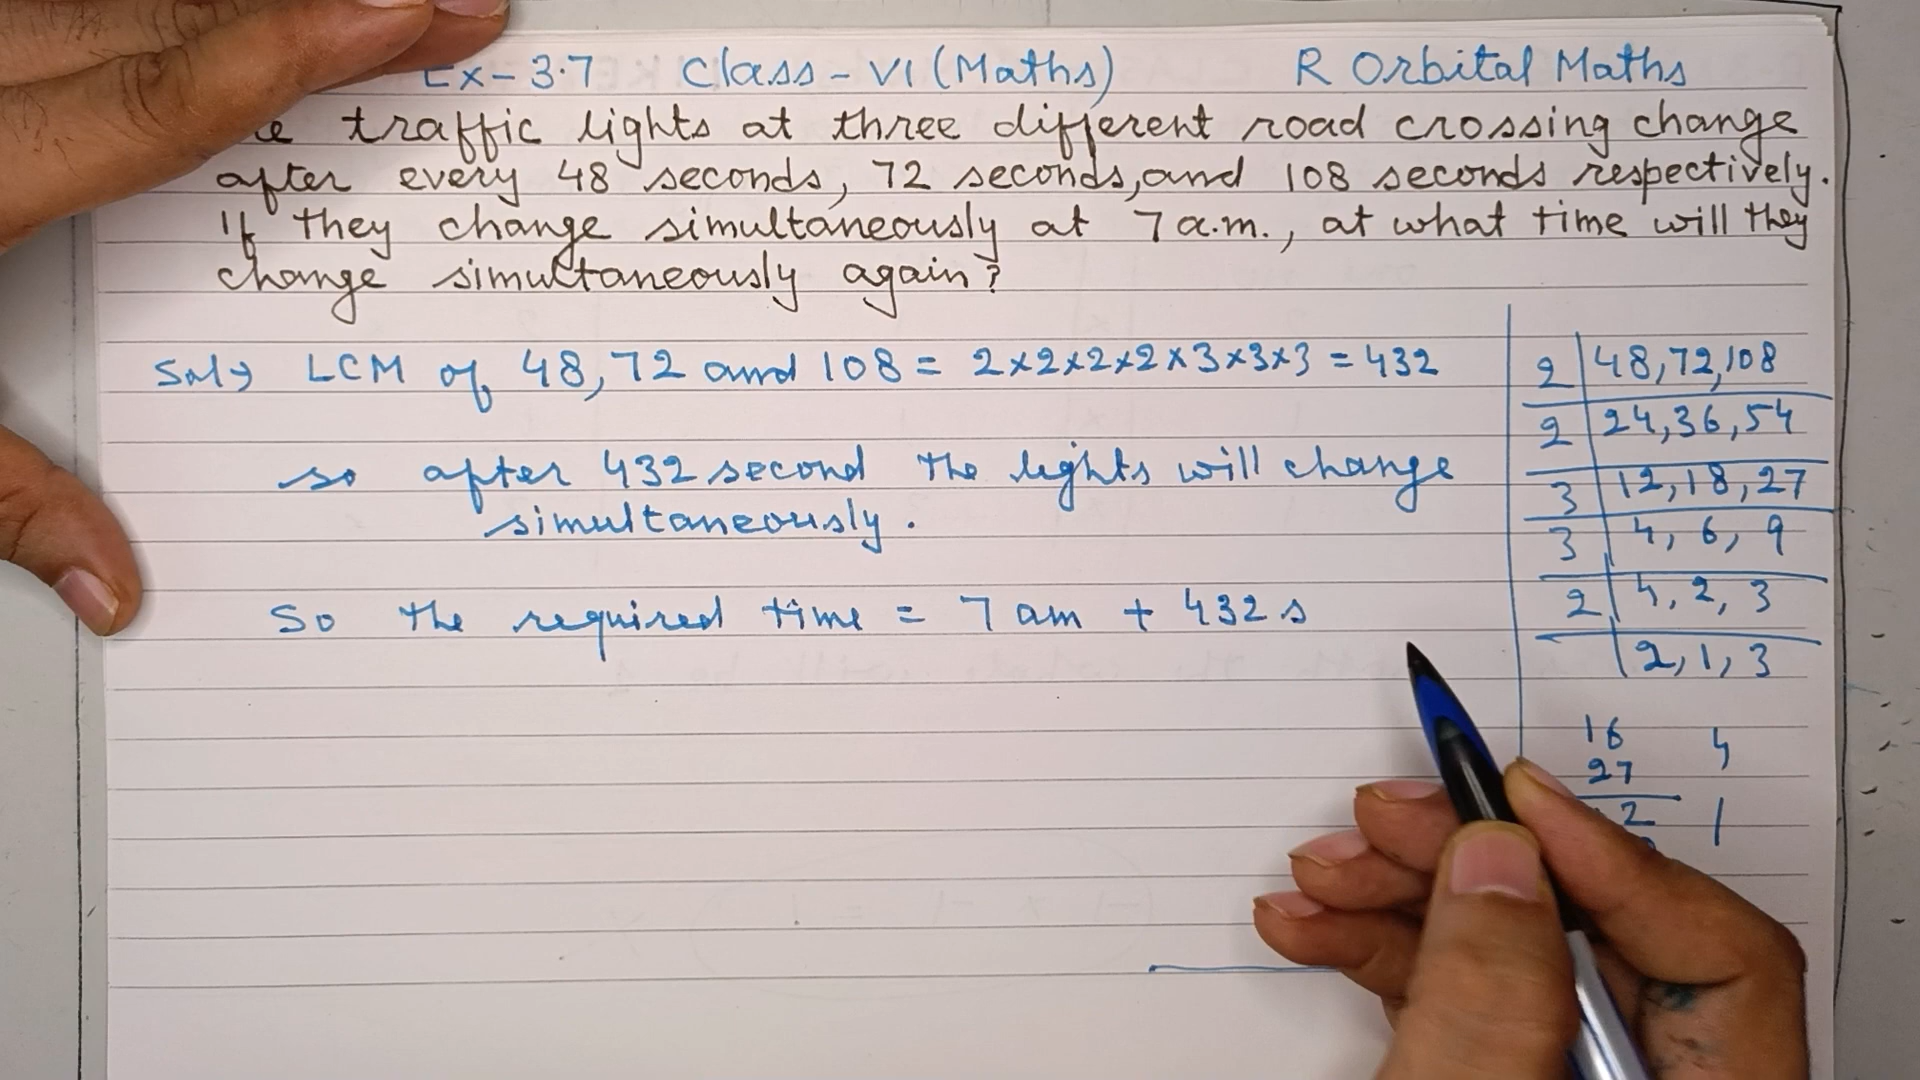 Ex-3.7 Class-VI (Maths) R Orbital Maths
traffic lights at three different road crossing change
after every 48 seconds, 72 seconds, and 108 seconds respectively.
If they change simultaneously at 7 a.m., at what time will they
change simultaneously again?
Sol→ LCM of 48, 72 and 108 = 2×2×2×2×3×3×3 = 432
so after 432 second the lights will change
simultaneously.
So the required time = 7 am + 432 s
2 48, 72, 108
2 24, 36, 54
3 12, 18, 27
3 4, 6, 9
2 4, 2, 3
2, 1, 3
16 4
27
2 1